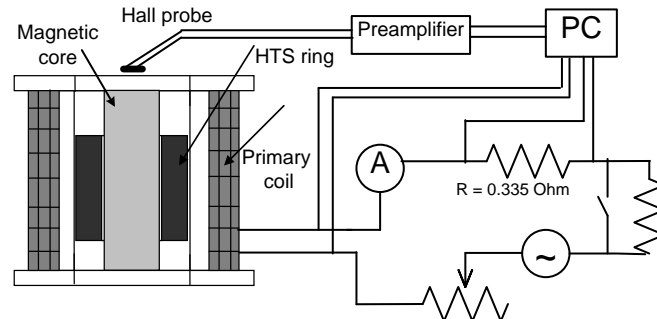 Hall probe
Magnetic
core
HTS ring
Preamplifier
PC
Primary
coil
A
R = 0.335 Ohm
~